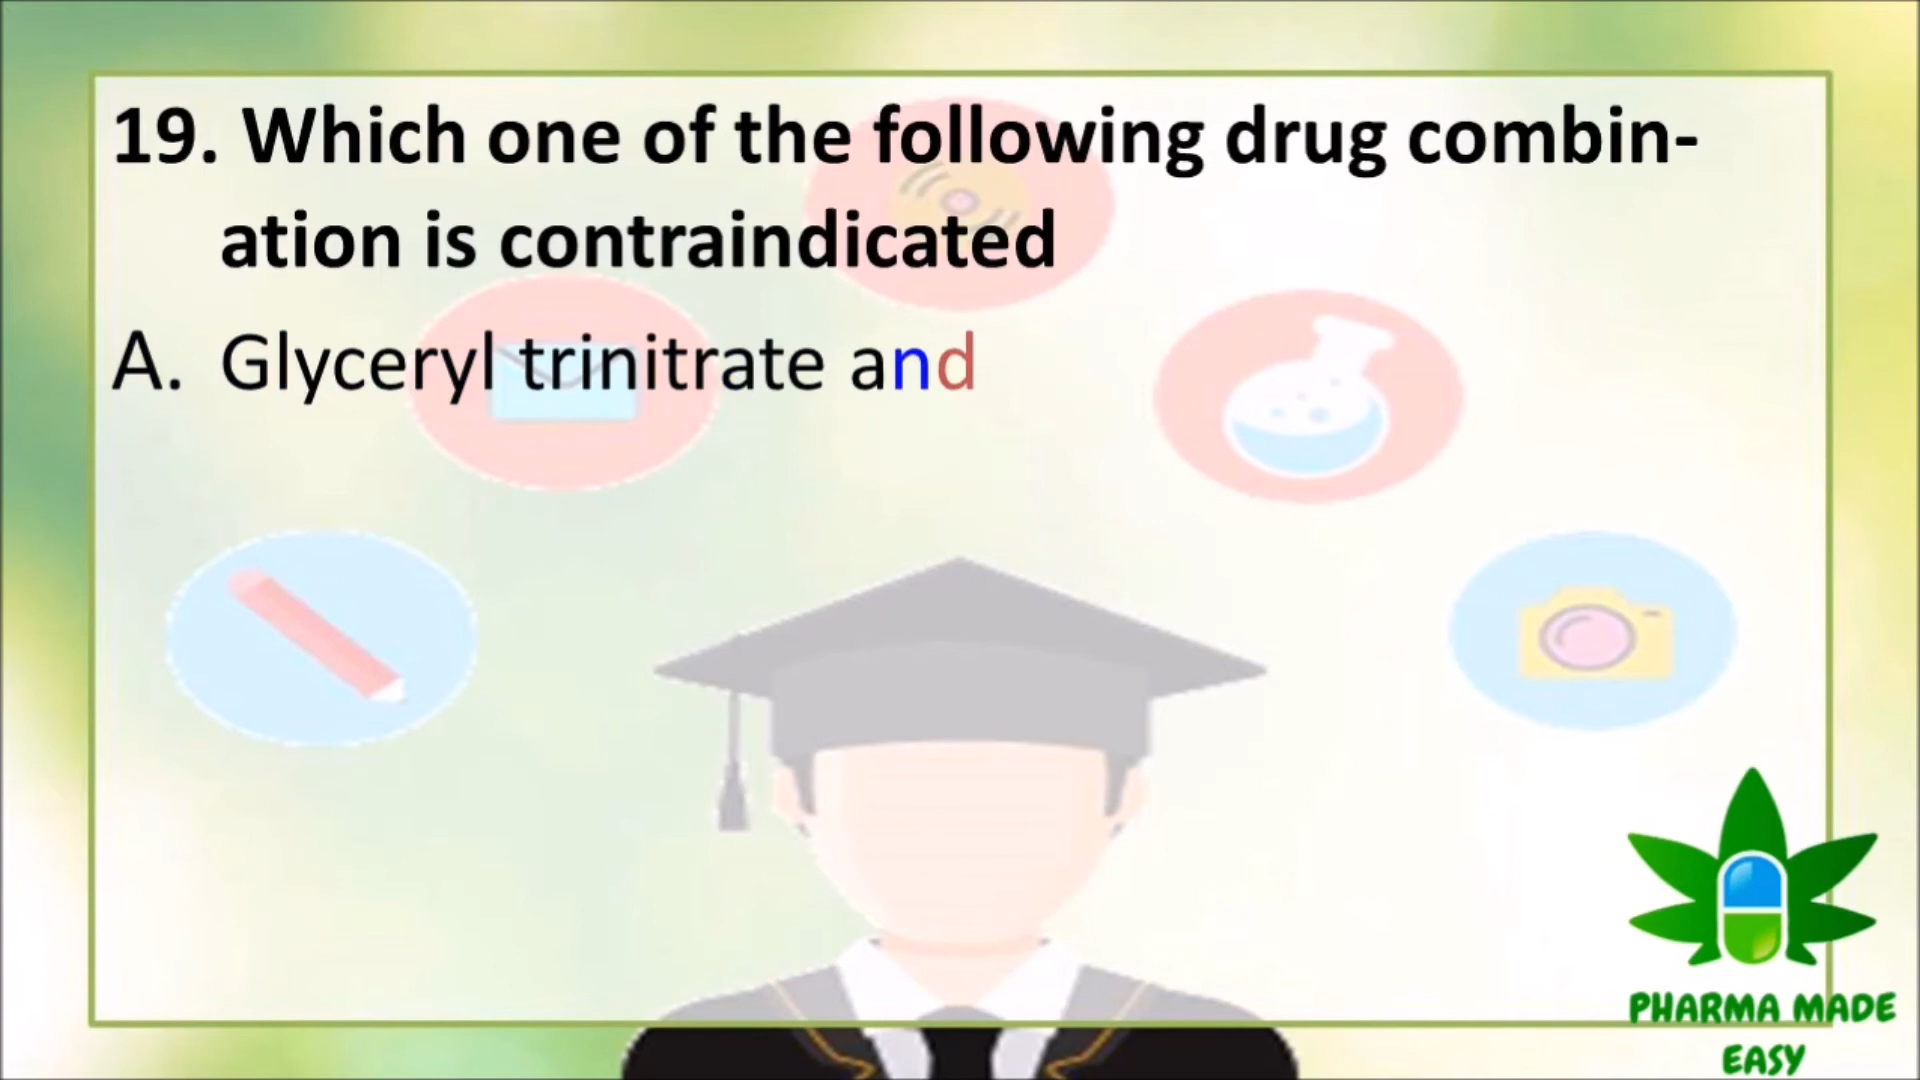 19. Which one of the following drug combin-
ation is contraindicated
A. Glyceryl trinitrate and
PHARMA MADE
EASY